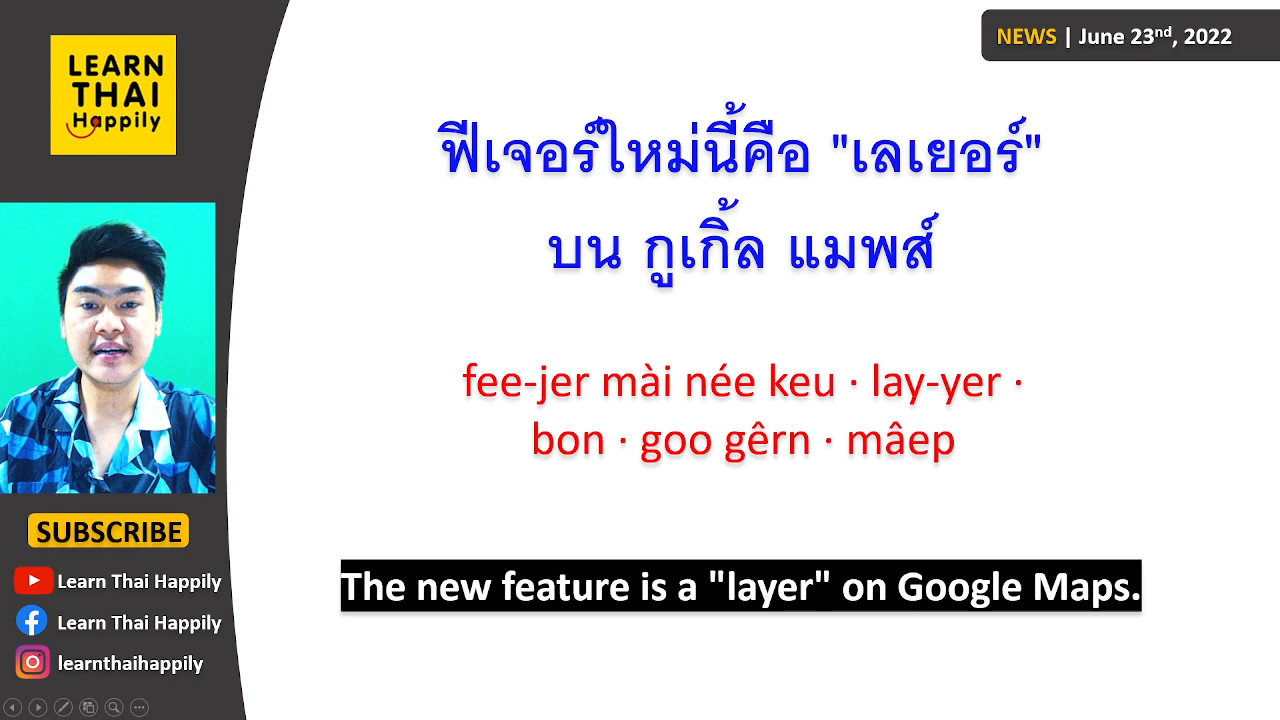 LEARN
THAI
Happily
NEWS | June 23nd, 2022
ฟีเจอร์ใหม่นี้คือ "เลเยอร์"
บน กูเกิ้ล แมพส์
fee-jer mài née keu · lay-yer ·
bon · goo gêrn · mâep
The new feature is a "layer" on Google Maps.
SUBSCRIBE
Learn Thai Happily
Learn Thai Happily
learnthaihappily